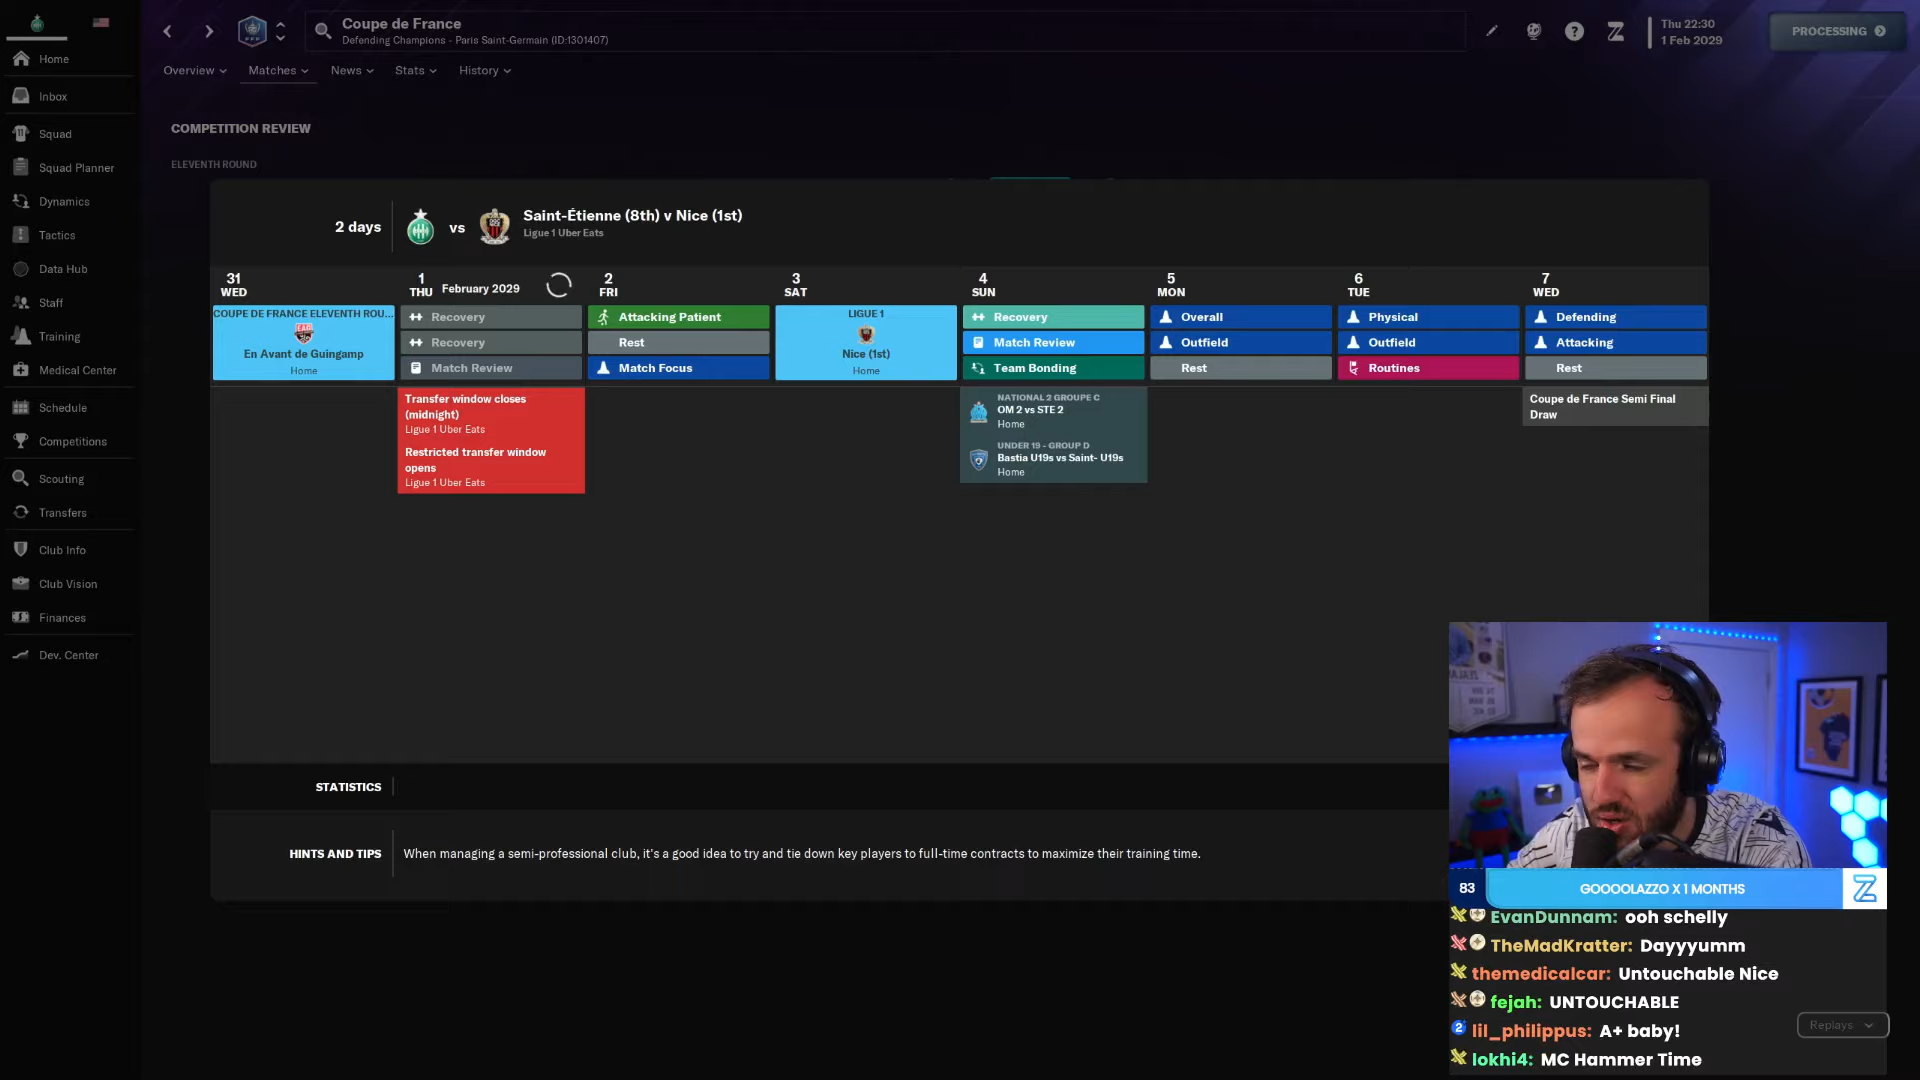 Coupe de France
Defending Champions - Paris Saint-Germain (ID:1301407)
Thu 22:30
1 Feb 2029
PROCESSING
Home
Inbox
Squad
Squad Planner
Dynamics
Tactics
Data Hub
Staff
Training
Medical Center
Schedule
Competitions
Scouting
Transfers
Club Info
Club Vision
Finances
Dev. Center
Overview
Matches
News
Stats
History
COMPETITION REVIEW
ELEVENTH ROUND
2 days
vs
Saint-Étienne (8th) v Nice (1st)
Ligue 1 Uber Eats
31
WED
COUPE DE FRANCE ELEVENTH ROU...
En Avant de Guingamp
Home
1
THU
February 2029
Recovery
Recovery
Match Review
Transfer window closes
(midnight)
Ligue 1 Uber Eats
Restricted transfer window
opens
Ligue 1 Uber Eats
2
FRI
Attacking Patient
Rest
Match Focus
3
SAT
LIGUE 1
Nice (1st)
Home
4
SUN
Recovery
Match Review
Team Bonding
NATIONAL 2 GROUPE C
OM 2 vs STE 2
Home
UNDER 19 - GROUP D
Bastia U19s vs Saint- U19s
Home
5
MON
Overall
Outfield
Rest
6
TUE
Physical
Outfield
Routines
7
WED
Defending
Attacking
Rest
Coupe de France Semi Final
Draw
STATISTICS
HINTS AND TIPS
When managing a semi-professional club, it's a good idea to try and tie down key players to full-time contracts to maximize their training time.
83
GOOOOLAZZO X 1 MONTHS
EvanDunnam: ooh schelly
TheMadKratter: Dayyyumm
themedicalcar: Untouchable Nice
fejah: UNTOUCHABLE
lil_philippus: A+ baby!
lokhi4: MC Hammer Time
Replays